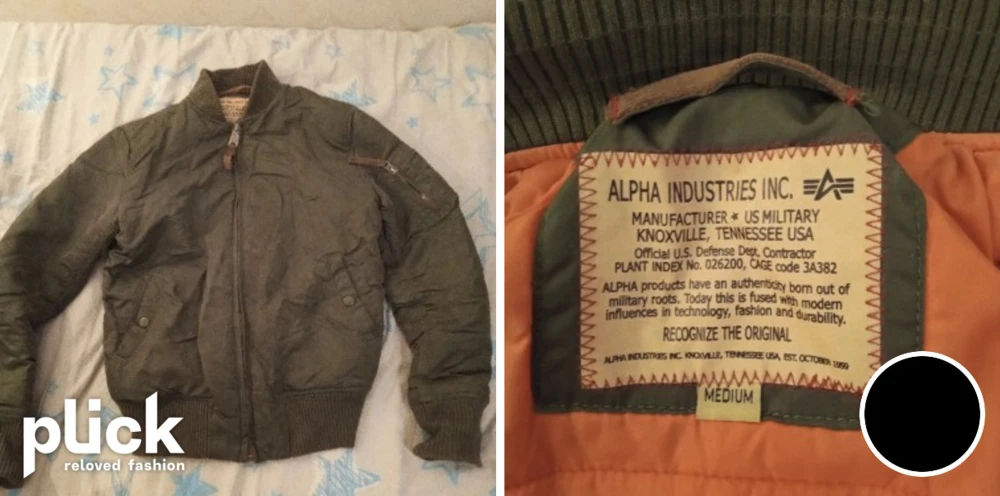 plick
reloved fashion
ALPHA INDUSTRIES INC.
MANUFACTURER ★ US MILITARY
KNOXVILLE, TENNESSEE USA
Official U.S. Defense Dept. Contractor
PLANT INDEX No. 026200, CAGE code 3A382
ALPHA products have an authenticity born out of
military roots. Today this is fused with modern
influences in technology, fashion and durability.
RECOGNIZE THE ORIGINAL
ALPHA INDUSTRIES INC. KNOXVILLE, TENNESSEE USA, EST. OCTOBER 1959
MEDIUM